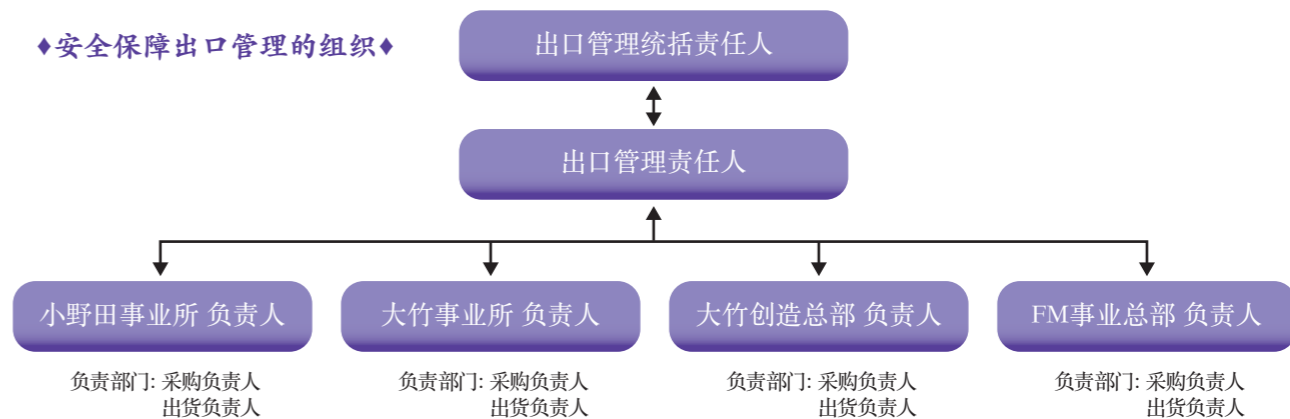 ♦安全保障出口管理的组织♦
出口管理统括责任人
出口管理责任人
小野田事业所 负责人
大竹事业所 负责人
大竹创造总部 负责人
FM事业总部 负责人
负责部门: 采购负责人
出货负责人
负责部门: 采购负责人
出货负责人
负责部门: 采购负责人
出货负责人
负责部门: 采购负责人
出货负责人